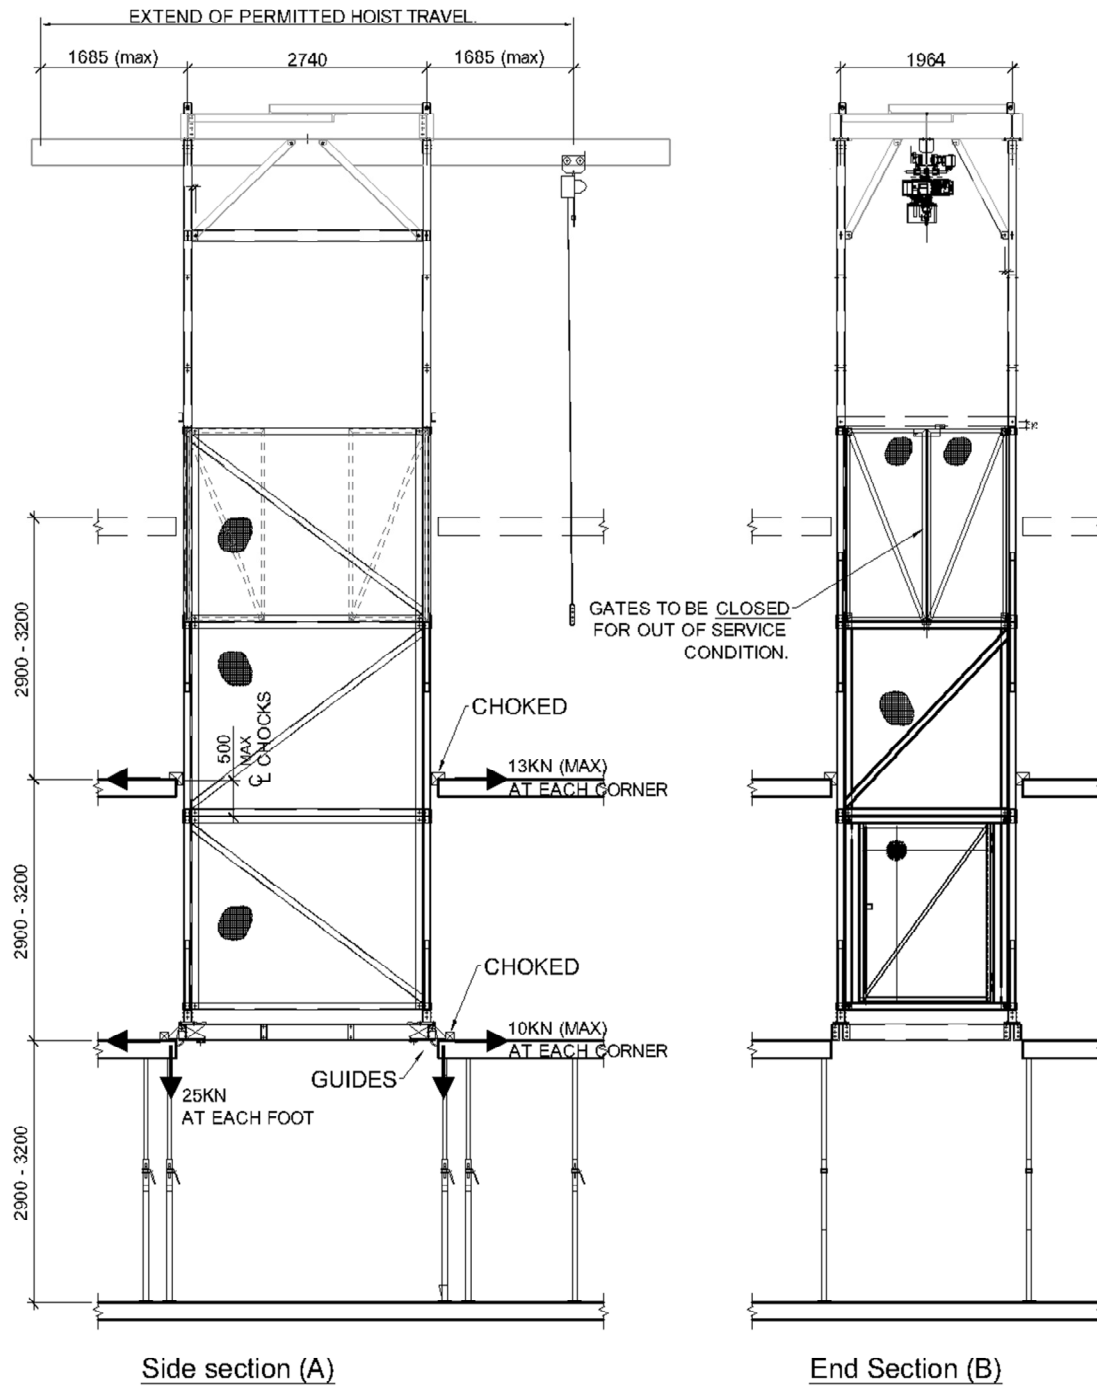 EXTEND OF PERMITTED HOIST TRAVEL.
1685 (max)
2740
1685 (max)
1964
GATES TO BE CLOSED
FOR OUT OF SERVICE
CONDITION.
2900 - 3200
500
MAX
℄ CHOCKS
CHOKED
13KN (MAX)
AT EACH CORNER
2900 - 3200
CHOKED
10KN (MAX)
AT EACH CORNER
GUIDES
25KN
AT EACH FOOT
2900 - 3200
Side section (A)
End Section (B)